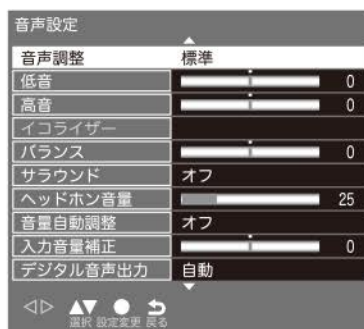 音声設定
音声調整 標準
低音 0
高音 0
イコライザー
バランス 0
サラウンド オフ
ヘッドホン音量 25
音量自動調整 オフ
入力音量補正 0
デジタル音声出力 自動
選択 設定変更 戻る